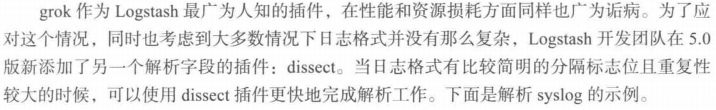 grok 作为 Logstash 最广为人知的插件，在性能和资源损耗方面同样也广为诟病。为了应
对这个情况，同时也考虑到大多数情况下日志格式并没有那么复杂，Logstash 开发团队在 5.0
版新添加了另一个解析字段的插件：dissect。当日志格式有比较简明的分隔标志位且重复性
较大的时候，可以使用 dissect 插件更快地完成解析工作。下面是解析 syslog 的示例。